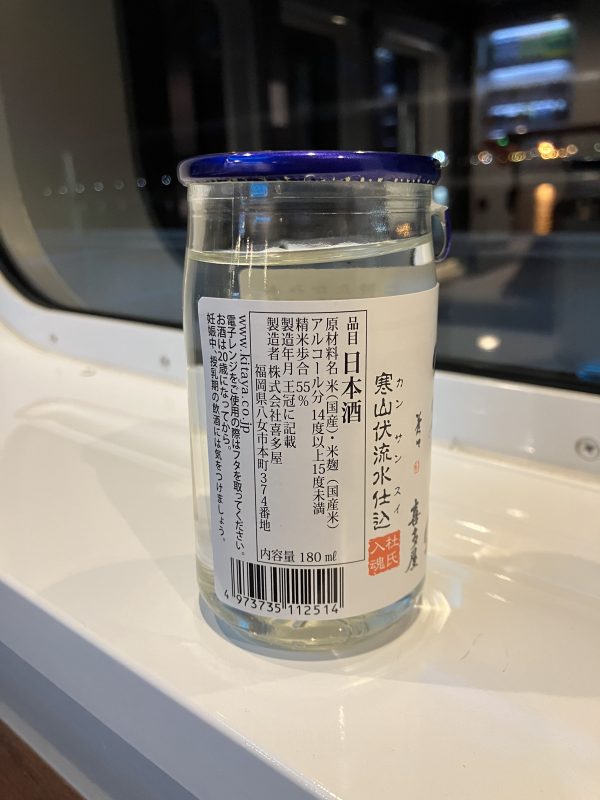 蒼田
喜多屋
カンサンスイ
寒山伏流水仕込
杜氏
入魂
品目 日本酒
原材料名 米(国産)・米麹(国産米)
アルコール分 14度以上15度未満
精米歩合 55%
製造年月 王冠に記載
製造者 株式会社喜多屋
福岡県八女市本町374番地
内容量 180㎖
www.kitaya.co.jp
電子レンジをご使用の際はフタを取ってください。
お酒は20歳になってから。
妊娠中・授乳期の飲酒には気をつけましょう。
4 973735 112514